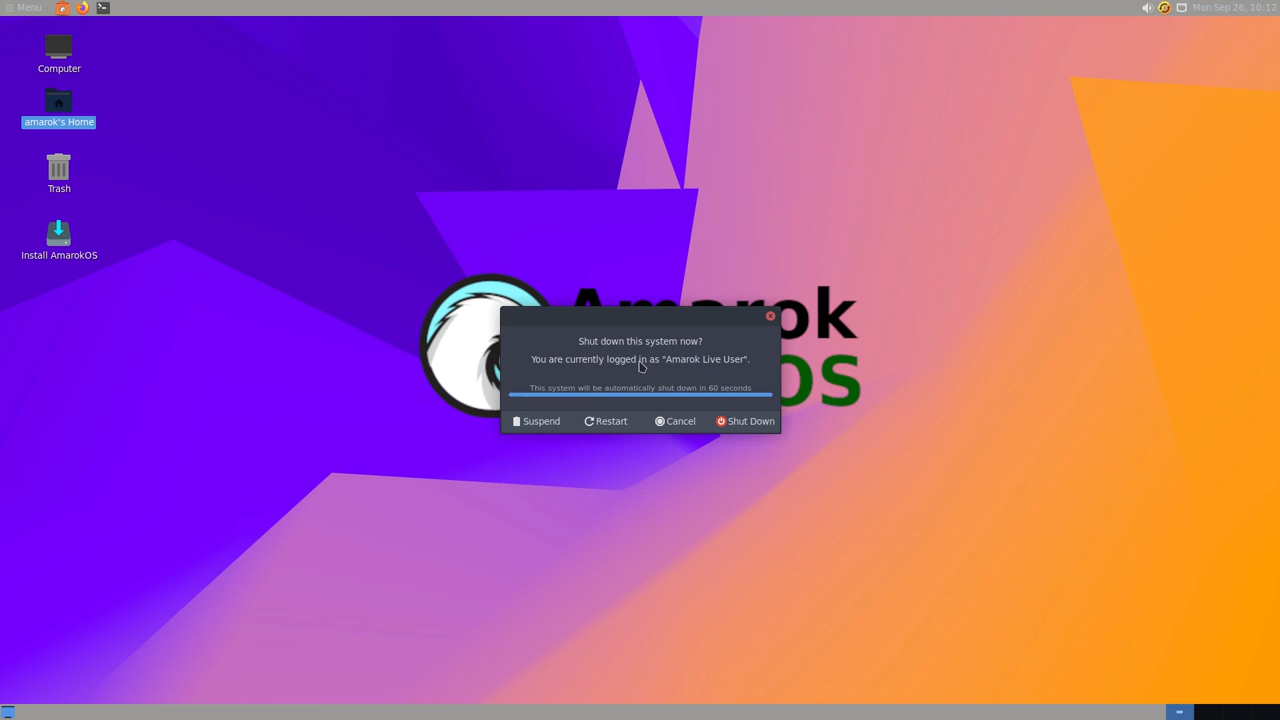 Menu
Mon Sep 26, 10:12
Computer
amarok's Home
Trash
Install AmarokOS
Amarok
OS
Shut down this system now?
You are currently logged in as "Amarok Live User".
This system will be automatically shut down in 60 seconds
Suspend
Restart
Cancel
Shut Down